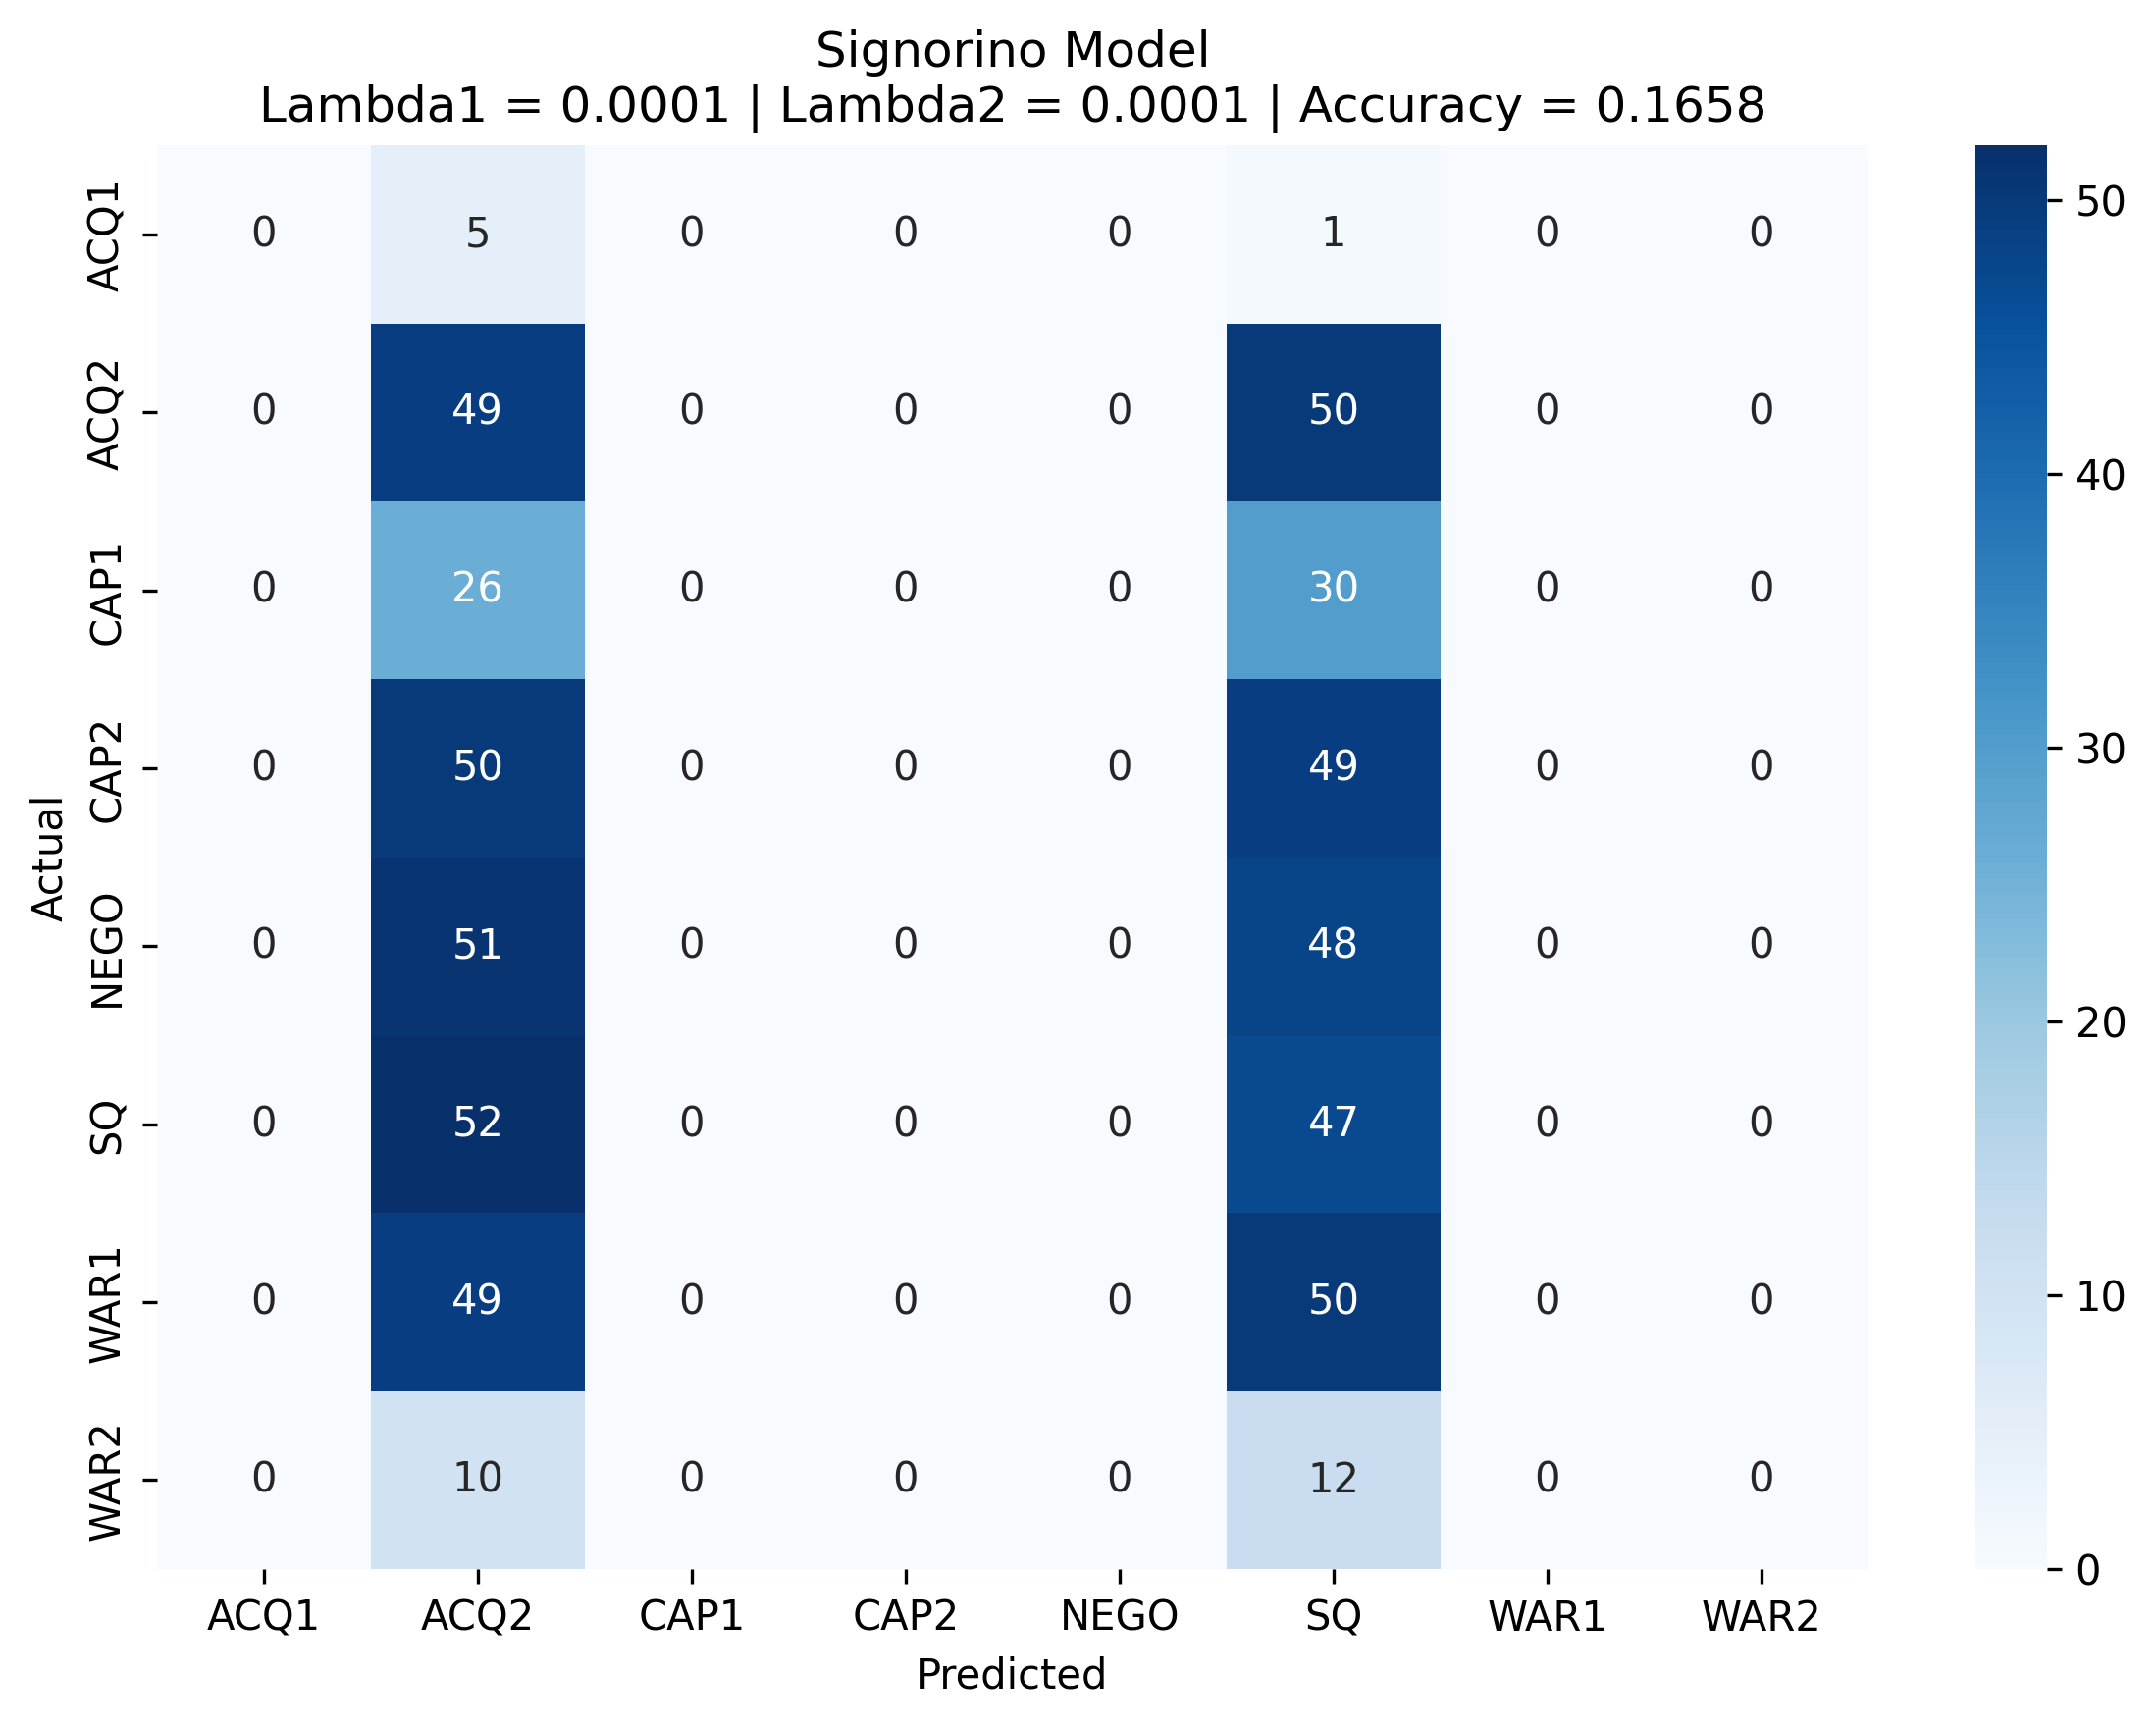 Signorino Model
Lambda1 = 0.0001 | Lambda2 = 0.0001 | Accuracy = 0.1658
Actual
ACQ1 0 5 0 0 0 1 0 0
ACQ2 0 49 0 0 0 50 0 0
CAP1 0 26 0 0 0 30 0 0
CAP2 0 50 0 0 0 49 0 0
NEGO 0 51 0 0 0 48 0 0
SQ 0 52 0 0 0 47 0 0
WAR1 0 49 0 0 0 50 0 0
WAR2 0 10 0 0 0 12 0 0
ACQ1 ACQ2 CAP1 CAP2 NEGO SQ WAR1 WAR2
Predicted
50
40
30
20
10
0